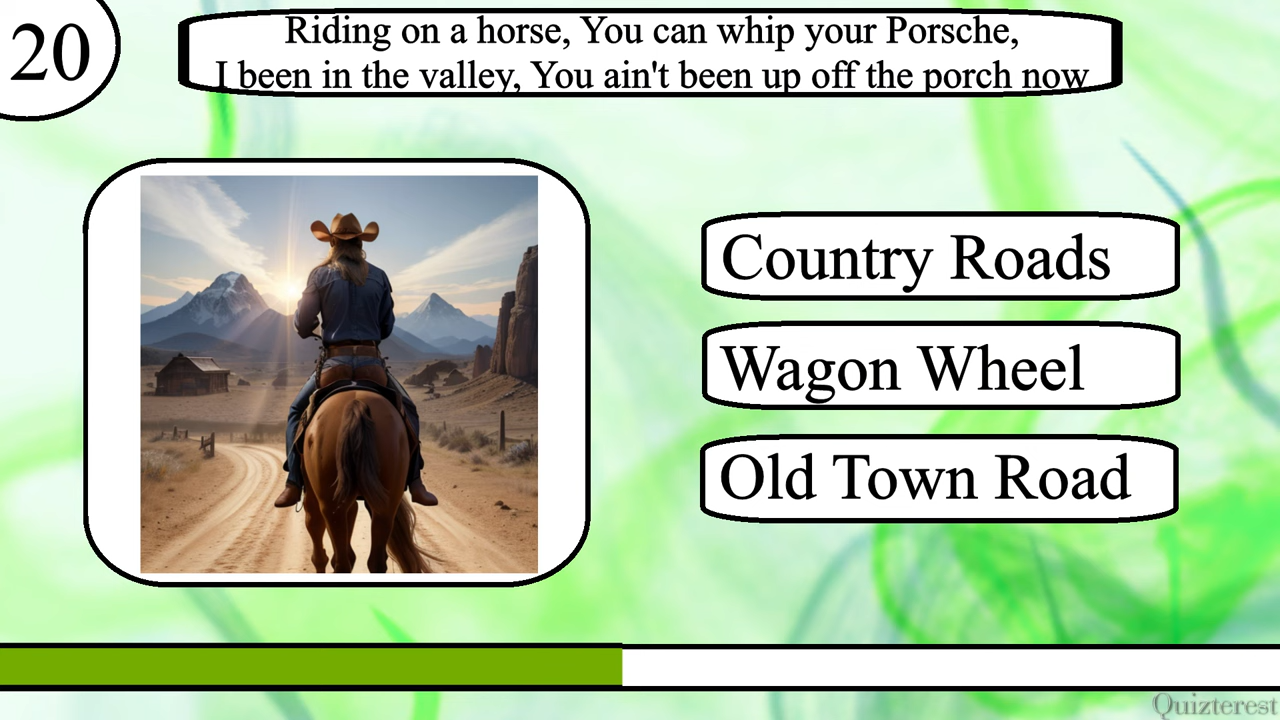 20
Riding on a horse, You can whip your Porsche,
I been in the valley, You ain't been up off the porch now
Country Roads
Wagon Wheel
Old Town Road
Quizterest